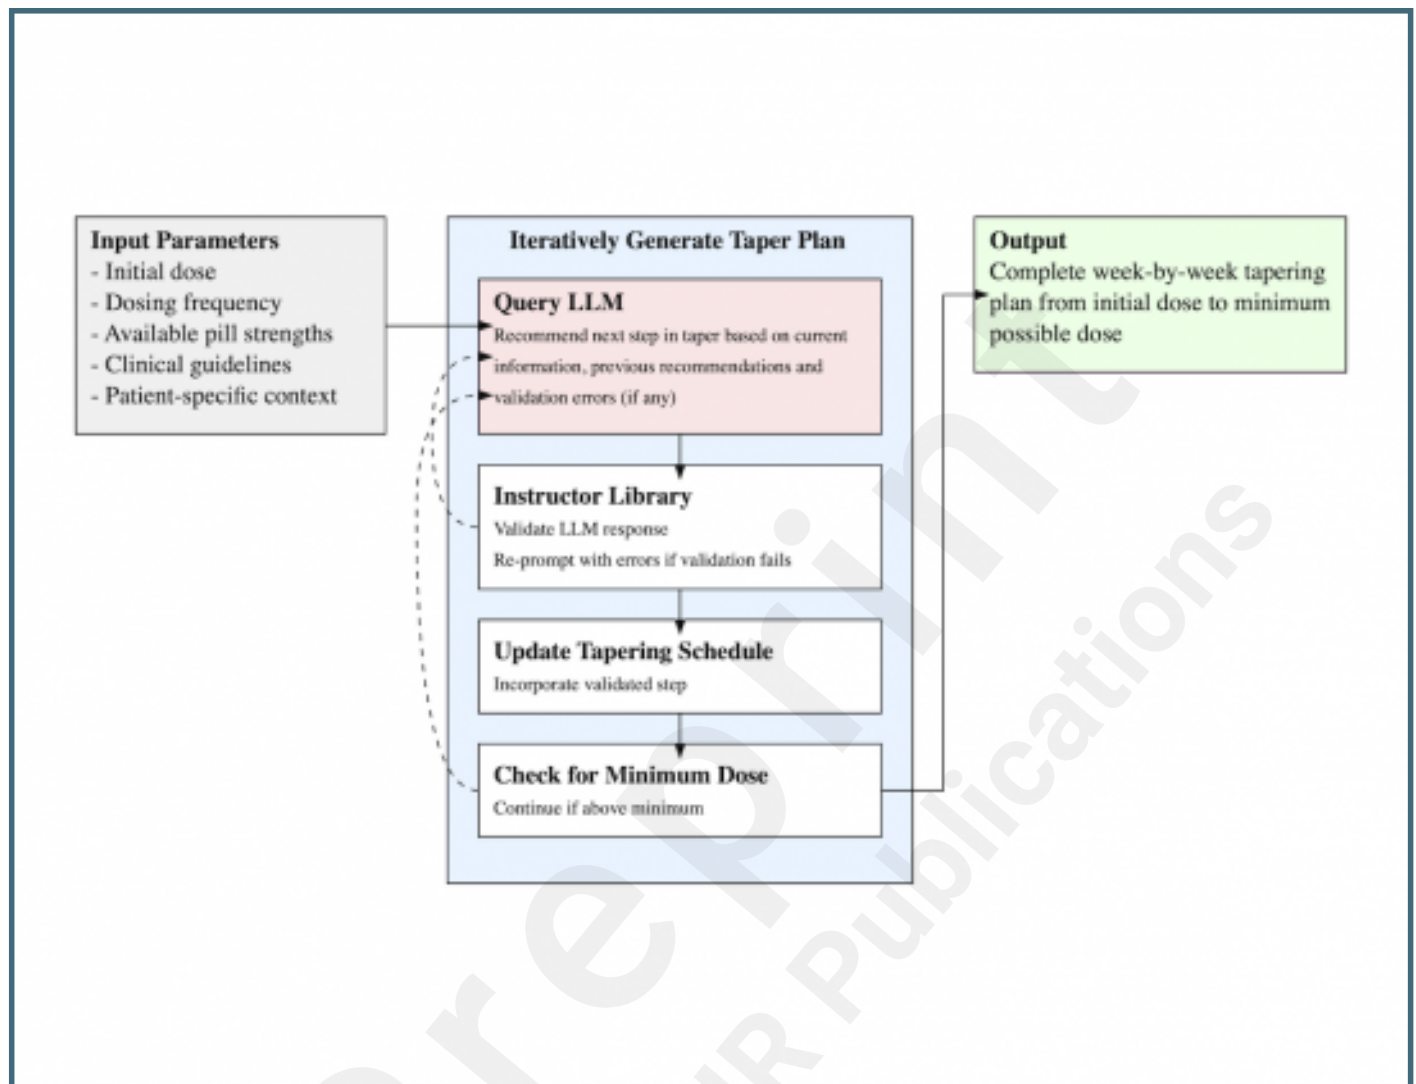 Input Parameters
- Initial dose
- Dosing frequency
- Available pill strengths
- Clinical guidelines
- Patient-specific context
Iteratively Generate Taper Plan
Query LLM
Recommend next step in taper based on current
information, previous recommendations and
validation errors (if any)
Instructor Library
Validate LLM response
Re-prompt with errors if validation fails
Update Tapering Schedule
Incorporate validated step
Check for Minimum Dose
Continue if above minimum
Output
Complete week-by-week tapering
plan from initial dose to minimum
possible dose
Preprint
Publications